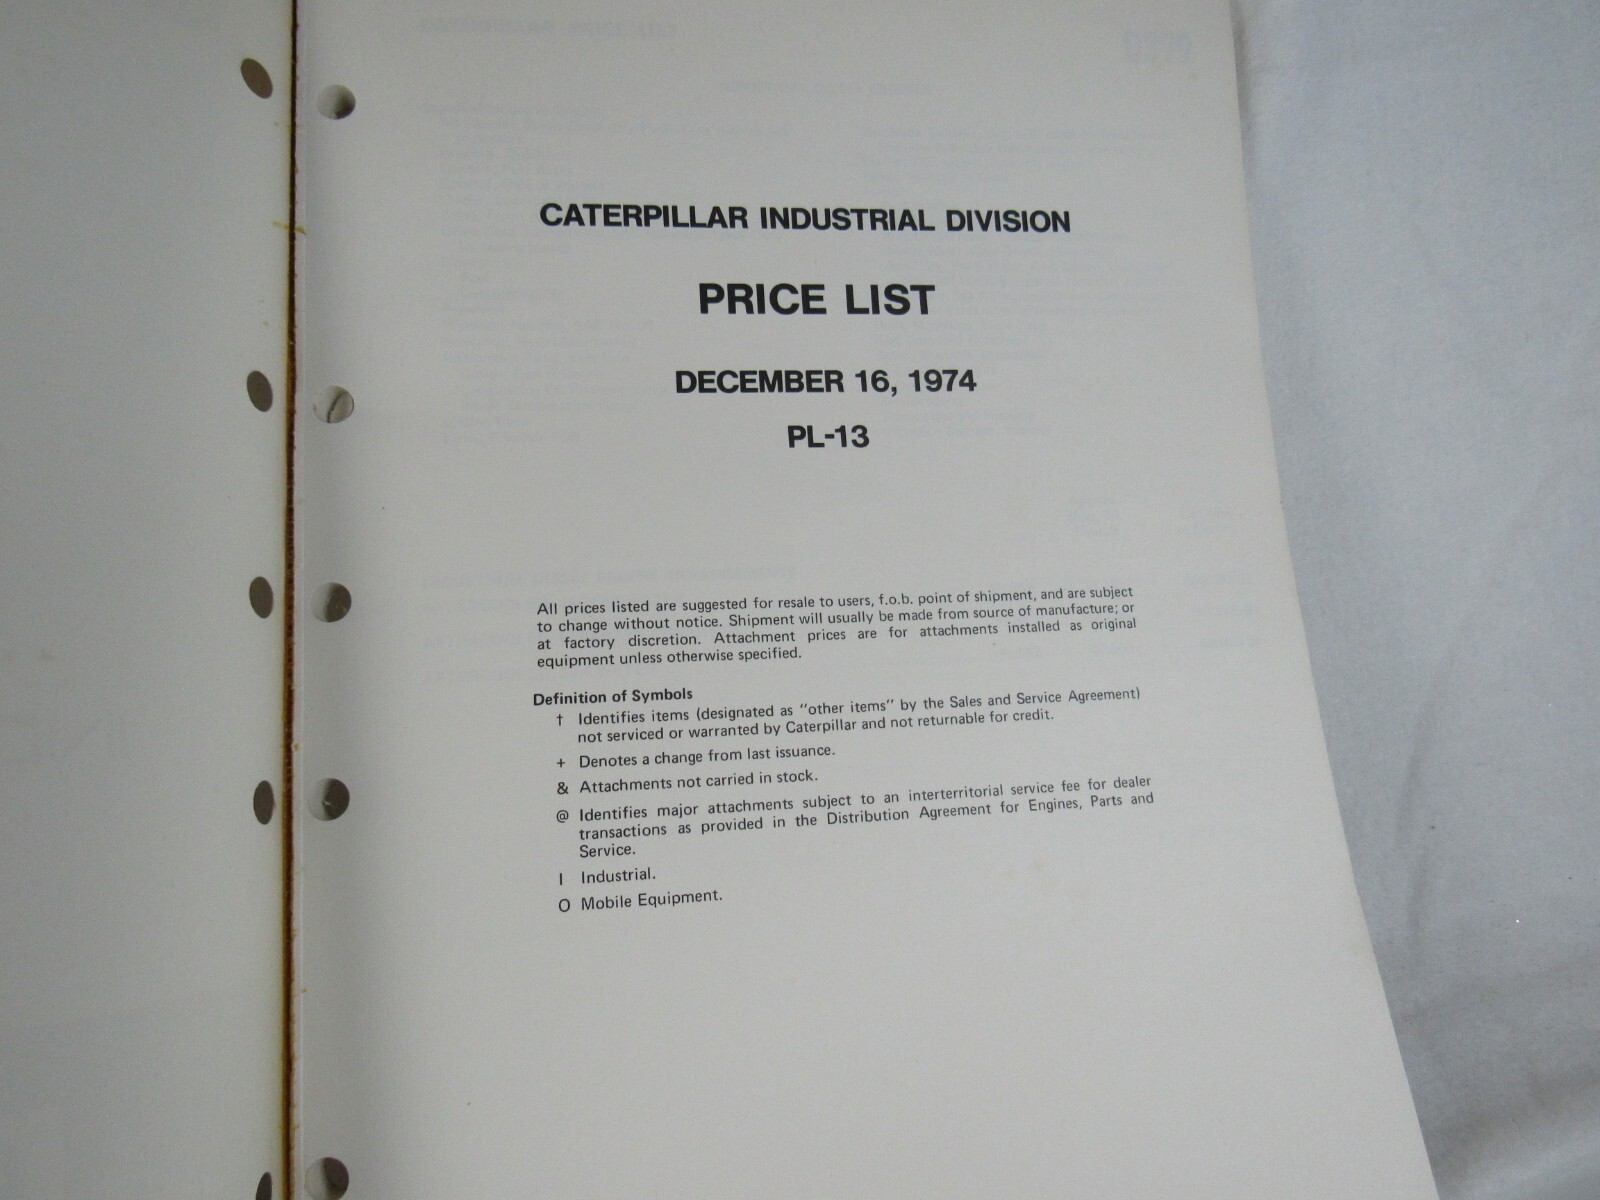 CATERPILLAR INDUSTRIAL DIVISION
PRICE LIST
DECEMBER 16, 1974
PL-13
All prices listed are suggested for resale to users, f.o.b. point of shipment, and are subject
to change without notice. Shipment will usually be made from source of manufacture; or
at factory discretion. Attachment prices are for attachments installed as original
equipment unless otherwise specified.
Definition of Symbols
† Identifies items (designated as "other items" by the Sales and Service Agreement)
not serviced or warranted by Caterpillar and not returnable for credit.
+ Denotes a change from last issuance.
& Attachments not carried in stock.
@ Identifies major attachments subject to an interterritorial service fee for dealer
transactions as provided in the Distribution Agreement for Engines, Parts and
Service.
I Industrial.
O Mobile Equipment.